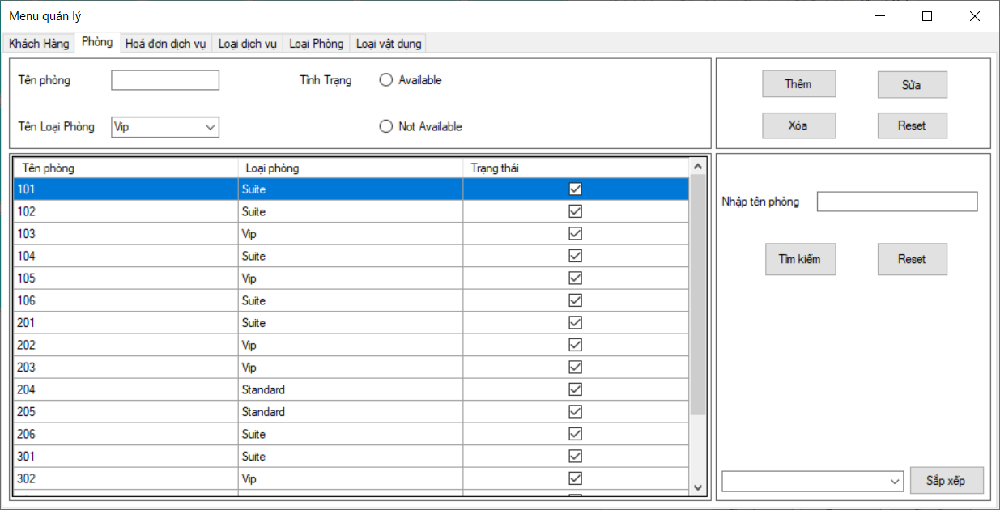 Menu quản lý
Khách Hàng Phòng Hoá đơn dịch vụ Loại dịch vụ Loại Phòng Loại vật dụng
Tên phòng Tình Trạng Available
Tên Loại Phòng Vip Not Available
Thêm Sửa
Xóa Reset
Tên phòng Loại phòng Trạng thái
101 Suite
102 Suite
103 Vip
104 Suite
105 Vip
106 Suite
201 Suite
202 Vip
203 Vip
204 Standard
205 Standard
206 Suite
301 Suite
302 Vip
Nhập tên phòng
Tìm kiếm Reset
Sắp xếp